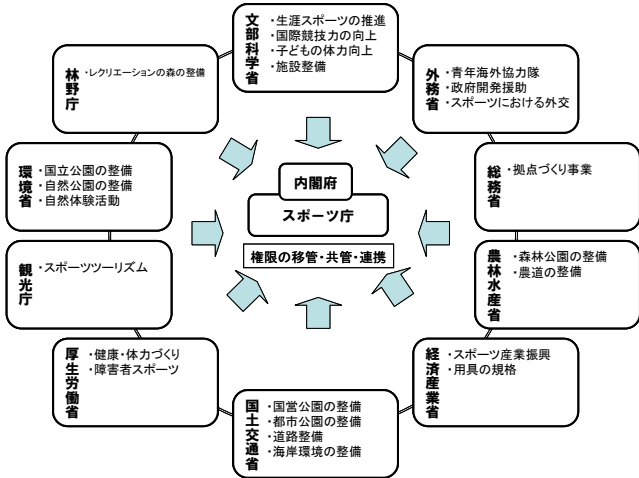 文部科学省
・生涯スポーツの推進
・国際競技力の向上
・子どもの体力向上
・施設整備
外務省
・青年海外協力隊
・政府開発援助
・スポーツにおける外交
総務省
・拠点づくり事業
農林水産省
・森林公園の整備
・農道の整備
経済産業省
・スポーツ産業振興
・用具の規格
国土交通省
・国営公園の整備
・都市公園の整備
・道路整備
・海岸環境の整備
厚生労働省
・健康・体力づくり
・障害者スポーツ
観光庁
・スポーツツーリズム
環境省
・国立公園の整備
・自然公園の整備
・自然体験活動
林野庁
・レクリエーションの森の整備
内閣府
スポーツ庁
権限の移管・共管・連携